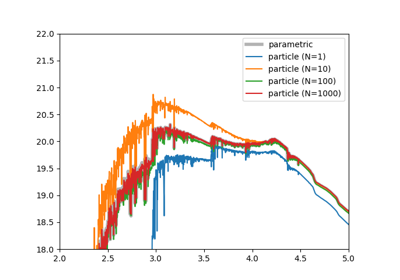 22.0
21.5
21.0
20.5
20.0
19.5
19.0
18.5
18.0
2.0 2.5 3.0 3.5 4.0 4.5 5.0
parametric
particle (N=1)
particle (N=10)
particle (N=100)
particle (N=1000)